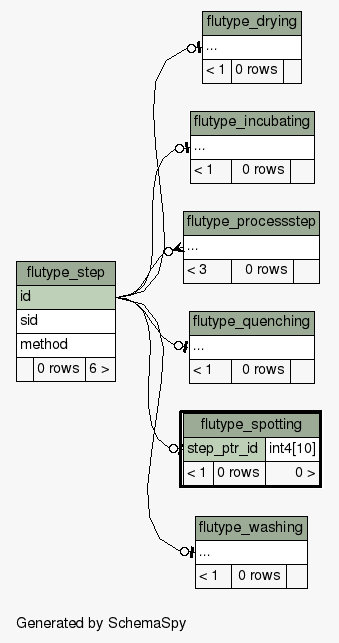 flutype_drying
...
< 1 0 rows
flutype_incubating
...
< 1 0 rows
flutype_processstep
...
< 3 0 rows
flutype_step
id
sid
method
0 rows 6 >
flutype_quenching
...
< 1 0 rows
flutype_spotting
step_ptr_id int4[10]
< 1 0 rows 0 >
flutype_washing
...
< 1 0 rows
Generated by SchemaSpy